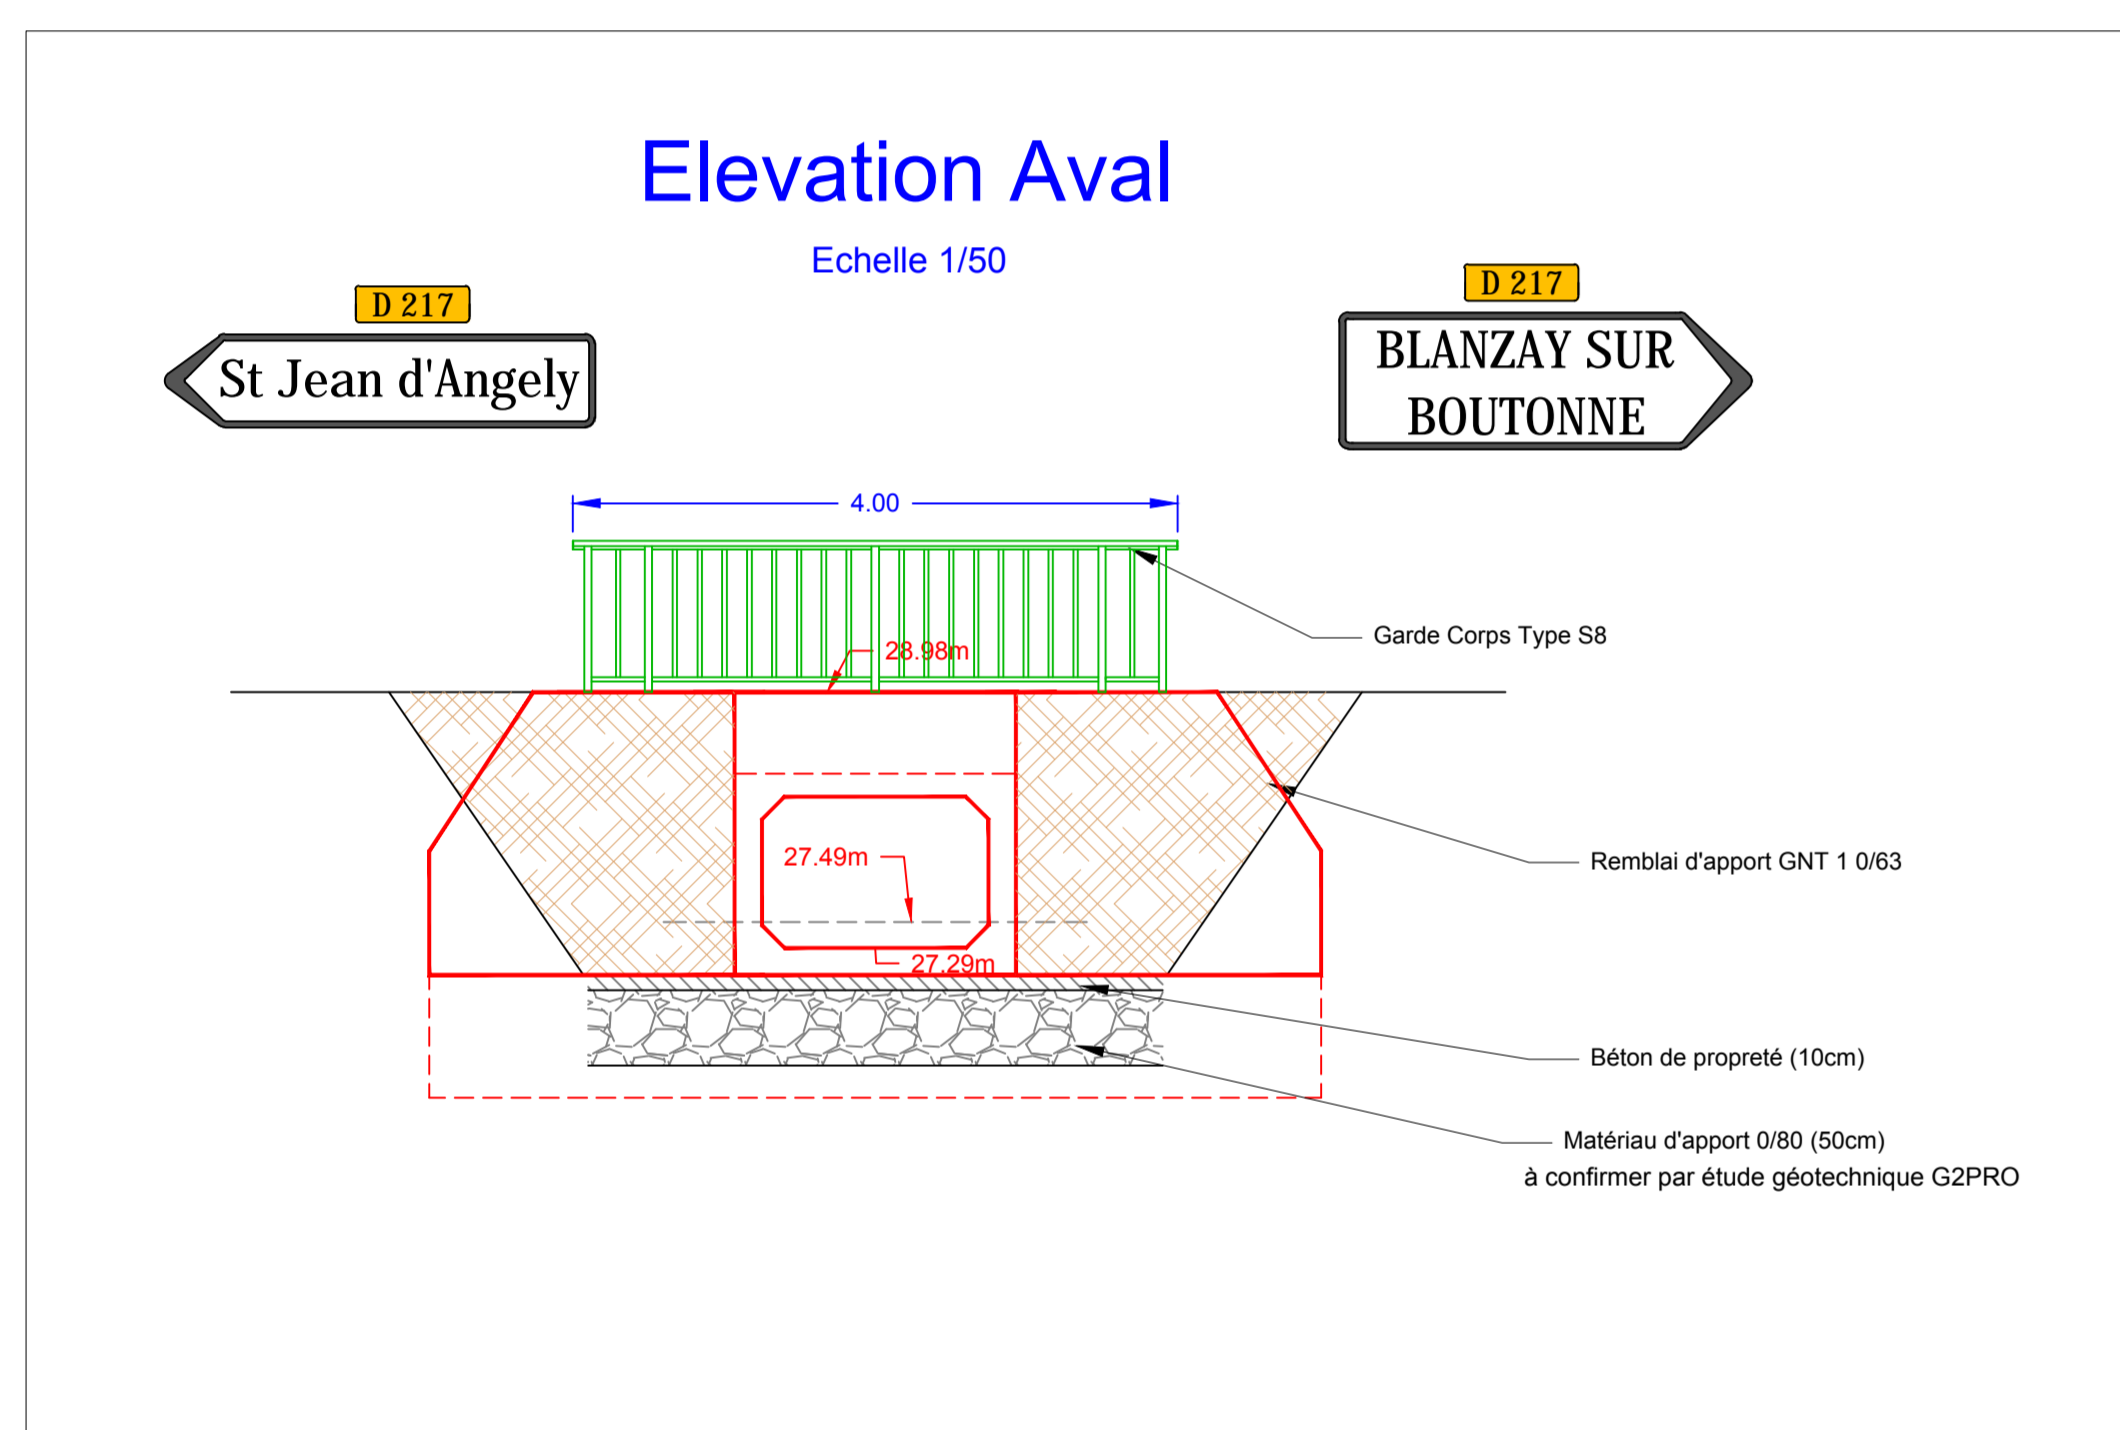 Elevation Aval
Echelle 1/50
D 217
St Jean d'Angely
D 217
BLANZAY SUR
BOUTONNE
4.00
Garde Corps Type S8
28.98m
27.49m
Remblai d'apport GNT 1 0/63
27.29m
Béton de propreté (10cm)
Matériau d'apport 0/80 (50cm)
à confirmer par étude géotechnique G2PRO